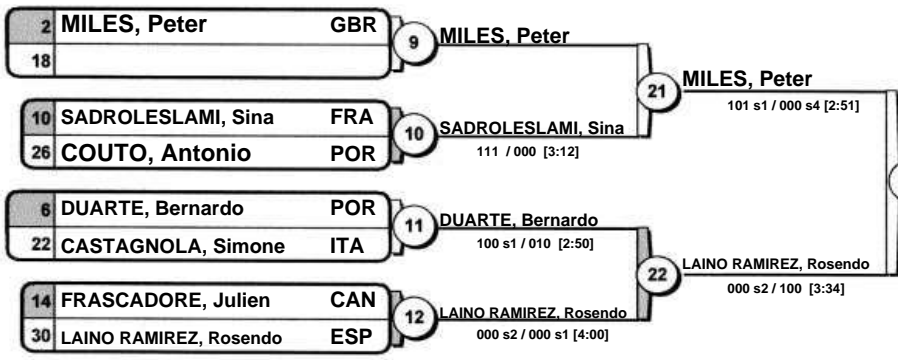 2 MILES, Peter GBR
18
9
MILES, Peter
10 SADROLESLAMI, Sina FRA
26 COUTO, Antonio POR
10
SADROLESLAMI, Sina
111 / 000 [3:12]
21
MILES, Peter
101 s1 / 000 s4 [2:51]
6 DUARTE, Bernardo POR
22 CASTAGNOLA, Simone ITA
11
DUARTE, Bernardo
100 s1 / 010 [2:50]
14 FRASCADORE, Julien CAN
30 LAINO RAMIREZ, Rosendo ESP
12
LAINO RAMIREZ, Rosendo
000 s2 / 000 s1 [4:00]
22
LAINO RAMIREZ, Rosendo
000 s2 / 100 [3:34]